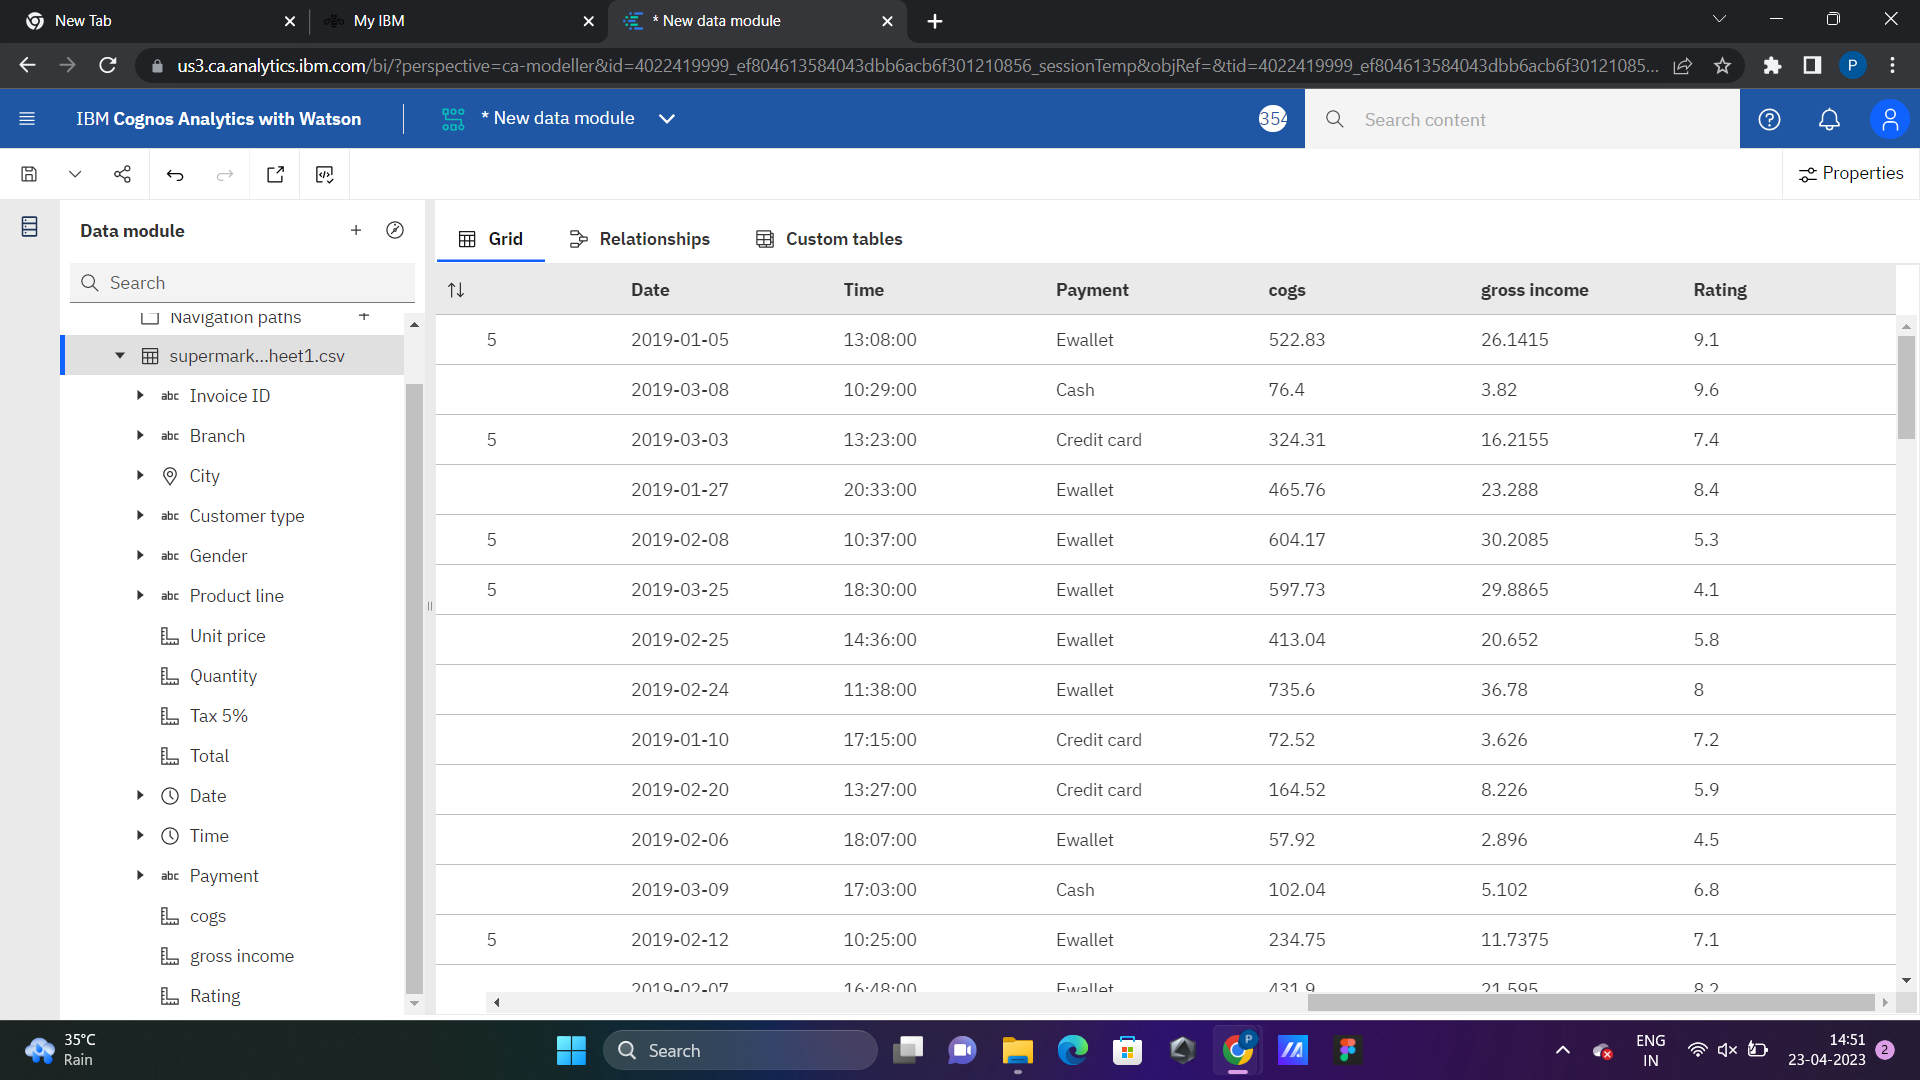 New Tab
My IBM
* New data module
us3.ca.analytics.ibm.com/bi/?perspective=ca-modeller&id=4022419999_ef804613584043dbb6acb6f301210856_sessionTemp&objRef=&tid=4022419999_ef804613584043dbb6acb6f30121085...
P
IBM Cognos Analytics with Watson
* New data module
354
Search content
Properties
Data module
Grid
Relationships
Custom tables
Search
Navigation paths
supermark...heet1.csv
abc Invoice ID
abc Branch
City
abc Customer type
abc Gender
abc Product line
Unit price
Quantity
Tax 5%
Total
Date
Time
abc Payment
cogs
gross income
Rating
Date Time Payment cogs gross income Rating
5 2019-01-05 13:08:00 Ewallet 522.83 26.1415 9.1
2019-03-08 10:29:00 Cash 76.4 3.82 9.6
5 2019-03-03 13:23:00 Credit card 324.31 16.2155 7.4
2019-01-27 20:33:00 Ewallet 465.76 23.288 8.4
5 2019-02-08 10:37:00 Ewallet 604.17 30.2085 5.3
5 2019-03-25 18:30:00 Ewallet 597.73 29.8865 4.1
2019-02-25 14:36:00 Ewallet 413.04 20.652 5.8
2019-02-24 11:38:00 Ewallet 735.6 36.78 8
2019-01-10 17:15:00 Credit card 72.52 3.626 7.2
2019-02-20 13:27:00 Credit card 164.52 8.226 5.9
2019-02-06 18:07:00 Ewallet 57.92 2.896 4.5
2019-03-09 17:03:00 Cash 102.04 5.102 6.8
5 2019-02-12 10:25:00 Ewallet 234.75 11.7375 7.1
2019-02-07 16:48:00 Ewallet 431.9 21.595 8.2
35°C
Rain
Search
P
ENG
IN
14:51
23-04-2023
2